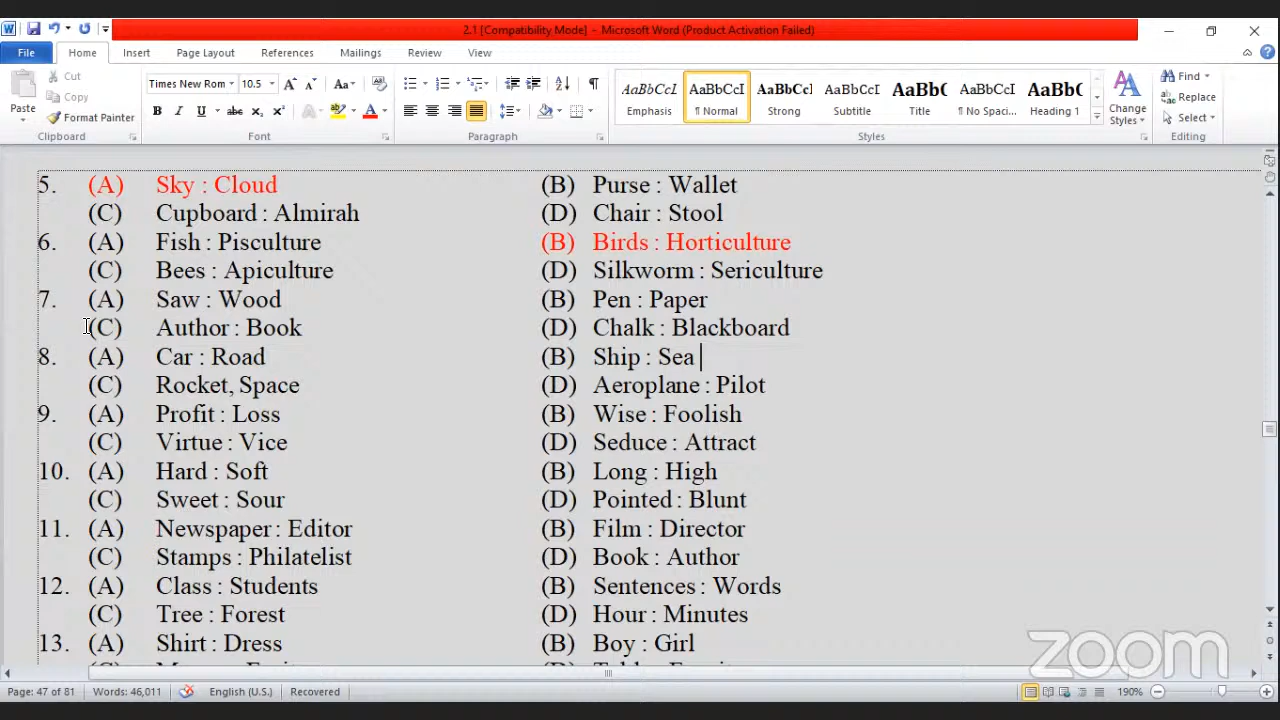 2.1 [Compatibility Mode] - Microsoft Word (Product Activation Failed)
File Home Insert Page Layout References Mailings Review View
Paste
Cut
Copy
Format Painter
Clipboard
Times New Rom 10.5
Font
Paragraph
AaBbCcI AaBbCcI AaBbCcI AaBbCcI AaBbC AaBbCcI AaBbC
Emphasis ¶ Normal Strong Subtitle Title ¶ No Spaci... Heading 1
Change Styles
Styles
Find
Replace
Select
Editing
5. (A) Sky : Cloud (B) Purse : Wallet
(C) Cupboard : Almirah (D) Chair : Stool
6. (A) Fish : Pisculture (B) Birds : Horticulture
(C) Bees : Apiculture (D) Silkworm : Sericulture
7. (A) Saw : Wood (B) Pen : Paper
(C) Author : Book (D) Chalk : Blackboard
8. (A) Car : Road (B) Ship : Sea
(C) Rocket, Space (D) Aeroplane : Pilot
9. (A) Profit : Loss (B) Wise : Foolish
(C) Virtue : Vice (D) Seduce : Attract
10. (A) Hard : Soft (B) Long : High
(C) Sweet : Sour (D) Pointed : Blunt
11. (A) Newspaper : Editor (B) Film : Director
(C) Stamps : Philatelist (D) Book : Author
12. (A) Class : Students (B) Sentences : Words
(C) Tree : Forest (D) Hour : Minutes
13. (A) Shirt : Dress (B) Boy : Girl
zoom
Page: 47 of 81 Words: 46,011 English (U.S.) Recovered 190%